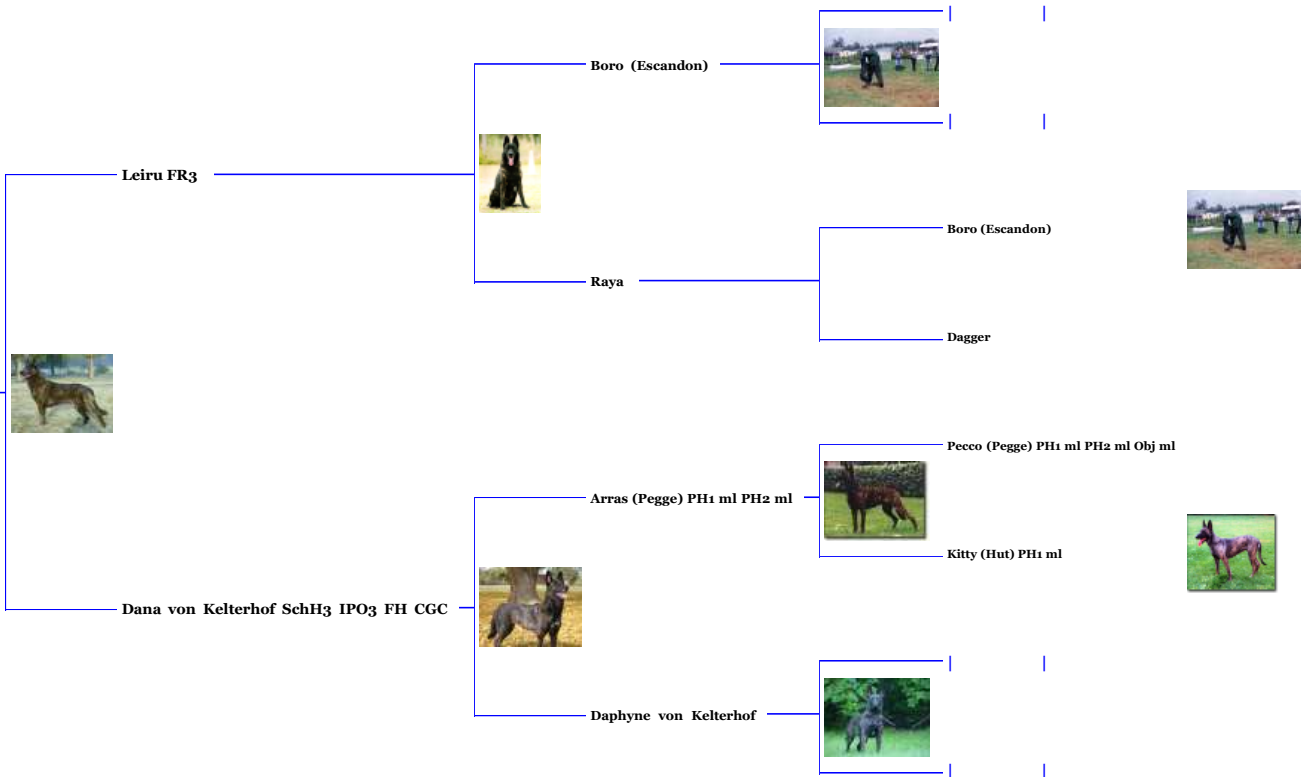 Boro (Escandon)
Leiru FR3
Boro (Escandon)
Raya
Dagger
Pecco (Pegge) PH1 ml PH2 ml Obj ml
Arras (Pegge) PH1 ml PH2 ml
Kitty (Hut) PH1 ml
Dana von Kelterhof SchH3 IPO3 FH CGC
Daphyne von Kelterhof